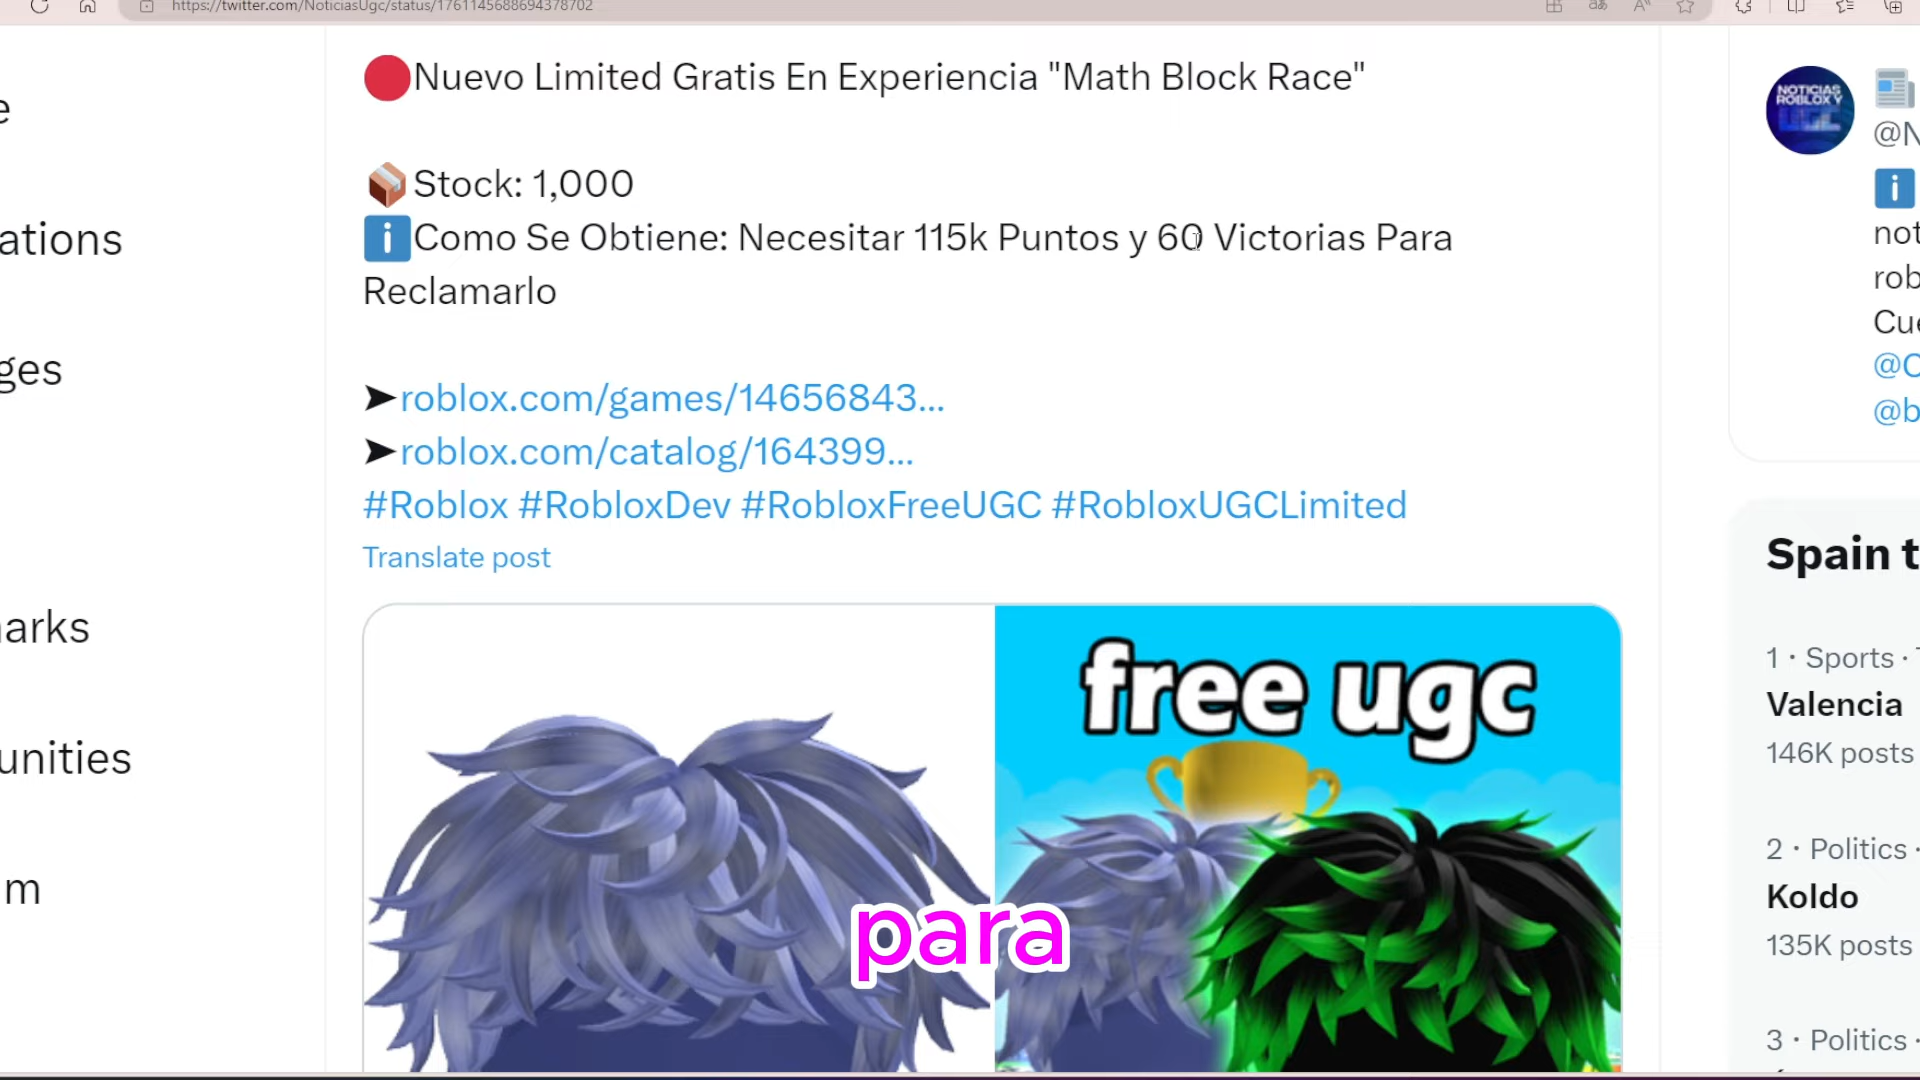 https://twitter.com/NoticiasUgc/status/1761145688694378702
🔴Nuevo Limited Gratis En Experiencia "Math Block Race"
📦Stock: 1,000
ℹ️Como Se Obtiene: Necesitar 115k Puntos y 60 Victorias Para
Reclamarlo
➤roblox.com/games/14656843...
➤roblox.com/catalog/164399...
#Roblox #RobloxDev #RobloxFreeUGC #RobloxUGCLimited
Translate post
free ugc
para
e
ations
ges
arks
unities
m
NOTICIAS
ROBLOX Y
UGC
@N
not
rob
Cue
@C
@b
Spain t
1 · Sports ·
Valencia
146K posts
2 · Politics ·
Koldo
135K posts
3 · Politics ·